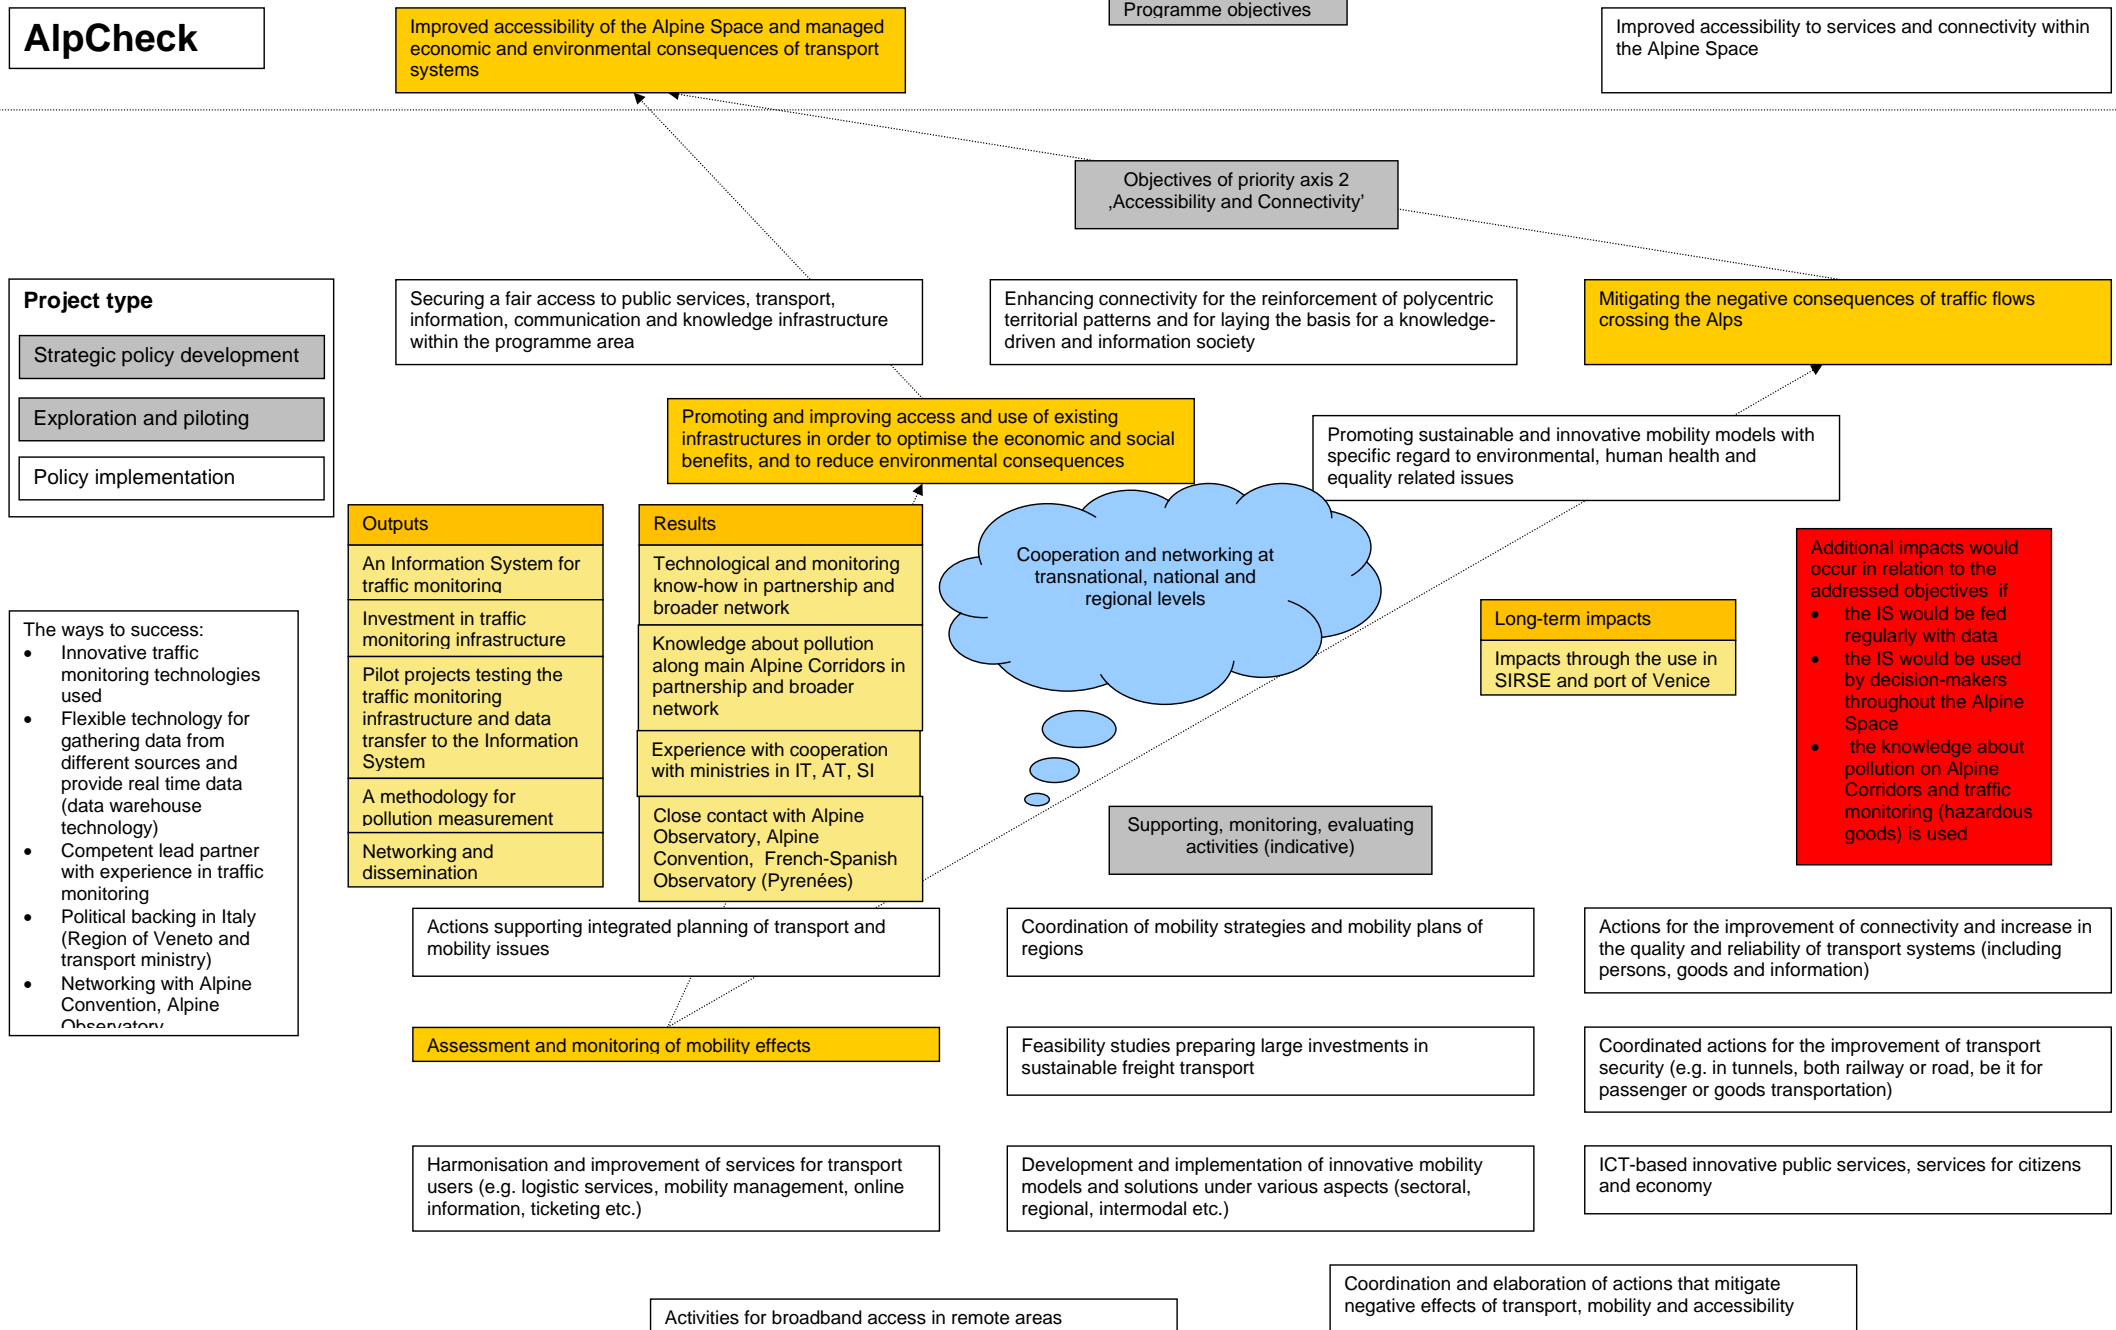 AlpCheck
Improved accessibility of the Alpine Space and managed
economic and environmental consequences of transport
systems
Programme objectives
Improved accessibility to services and connectivity within
the Alpine Space
Objectives of priority axis 2
‚Accessibility and Connectivity’
Project type
Strategic policy development
Exploration and piloting
Policy implementation
Securing a fair access to public services, transport,
information, communication and knowledge infrastructure
within the programme area
Enhancing connectivity for the reinforcement of polycentric
territorial patterns and for laying the basis for a knowledge-
driven and information society
Mitigating the negative consequences of traffic flows
crossing the Alps
Promoting and improving access and use of existing
infrastructures in order to optimise the economic and social
benefits, and to reduce environmental consequences
Promoting sustainable and innovative mobility models with
specific regard to environmental, human health and
equality related issues
Outputs
An Information System for
traffic monitoring
Investment in traffic
monitoring infrastructure
Pilot projects testing the
traffic monitoring
infrastructure and data
transfer to the Information
System
A methodology for
pollution measurement
Networking and
dissemination
Results
Technological and monitoring
know-how in partnership and
broader network
Knowledge about pollution
along main Alpine Corridors in
partnership and broader
network
Experience with cooperation
with ministries in IT, AT, SI
Close contact with Alpine
Observatory, Alpine
Convention, French-Spanish
Observatory (Pyrenées)
Cooperation and networking at
transnational, national and
regional levels
Long-term impacts
Impacts through the use in
SIRSE and port of Venice
Additional impacts would
occur in relation to the
addressed objectives if
• the IS would be fed
regularly with data
• the IS would be used
by decision-makers
throughout the Alpine
Space
• the knowledge about
pollution on Alpine
Corridors and traffic
monitoring (hazardous
goods) is used
The ways to success:
• Innovative traffic
monitoring technologies
used
• Flexible technology for
gathering data from
different sources and
provide real time data
(data warehouse
technology)
• Competent lead partner
with experience in traffic
monitoring
• Political backing in Italy
(Region of Veneto and
transport ministry)
• Networking with Alpine
Convention, Alpine
Observatory
Supporting, monitoring, evaluating
activities (indicative)
Actions supporting integrated planning of transport and
mobility issues
Coordination of mobility strategies and mobility plans of
regions
Actions for the improvement of connectivity and increase in
the quality and reliability of transport systems (including
persons, goods and information)
Assessment and monitoring of mobility effects
Feasibility studies preparing large investments in
sustainable freight transport
Coordinated actions for the improvement of transport
security (e.g. in tunnels, both railway or road, be it for
passenger or goods transportation)
Harmonisation and improvement of services for transport
users (e.g. logistic services, mobility management, online
information, ticketing etc.)
Development and implementation of innovative mobility
models and solutions under various aspects (sectoral,
regional, intermodal etc.)
ICT-based innovative public services, services for citizens
and economy
Activities for broadband access in remote areas
Coordination and elaboration of actions that mitigate
negative effects of transport, mobility and accessibility